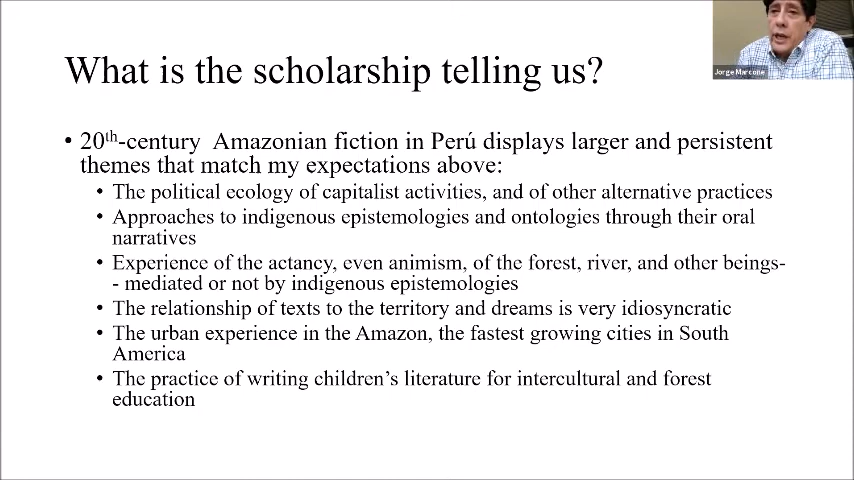 What is the scholarship telling us?
Jorge Marcone
• 20th-century Amazonian fiction in Perú displays larger and persistent
themes that match my expectations above:
• The political ecology of capitalist activities, and of other alternative practices
• Approaches to indigenous epistemologies and ontologies through their oral
narratives
• Experience of the actancy, even animism, of the forest, river, and other beings-
- mediated or not by indigenous epistemologies
• The relationship of texts to the territory and dreams is very idiosyncratic
• The urban experience in the Amazon, the fastest growing cities in South
America
• The practice of writing children's literature for intercultural and forest
education